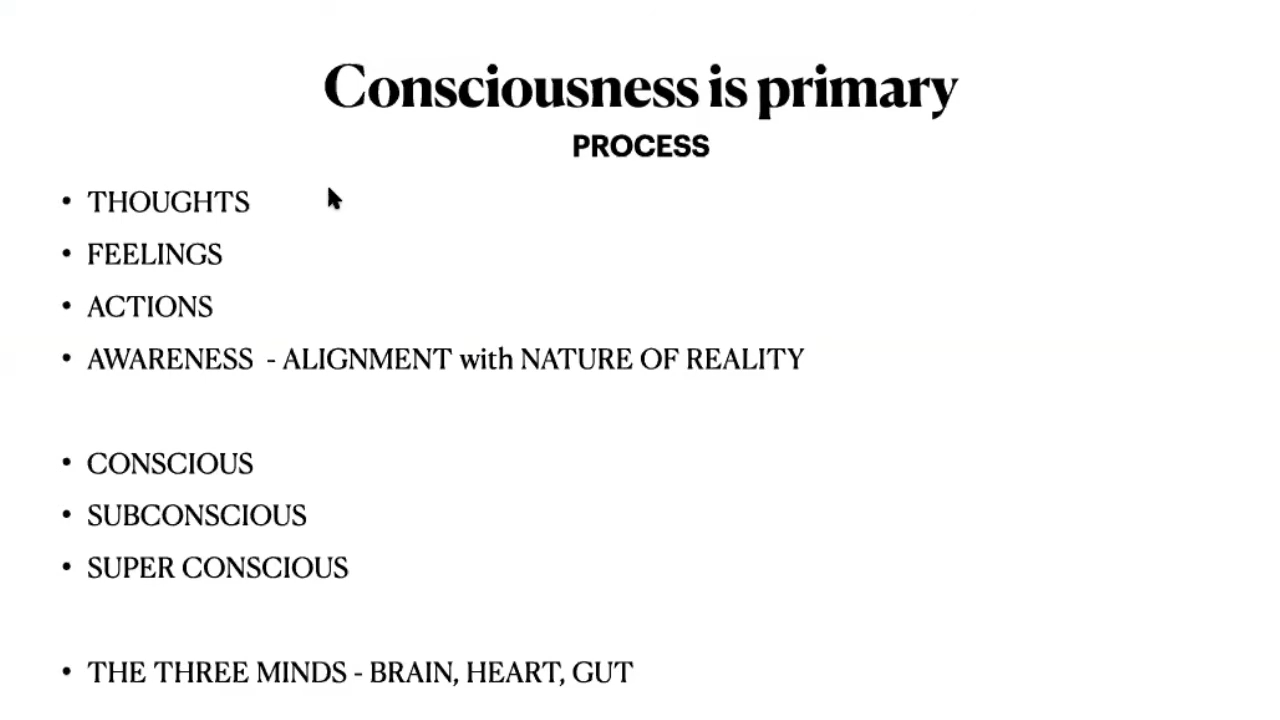 Consciousness is primary
PROCESS
• THOUGHTS
• FEELINGS
• ACTIONS
• AWARENESS - ALIGNMENT with NATURE OF REALITY
• CONSCIOUS
• SUBCONSCIOUS
• SUPER CONSCIOUS
• THE THREE MINDS - BRAIN, HEART, GUT